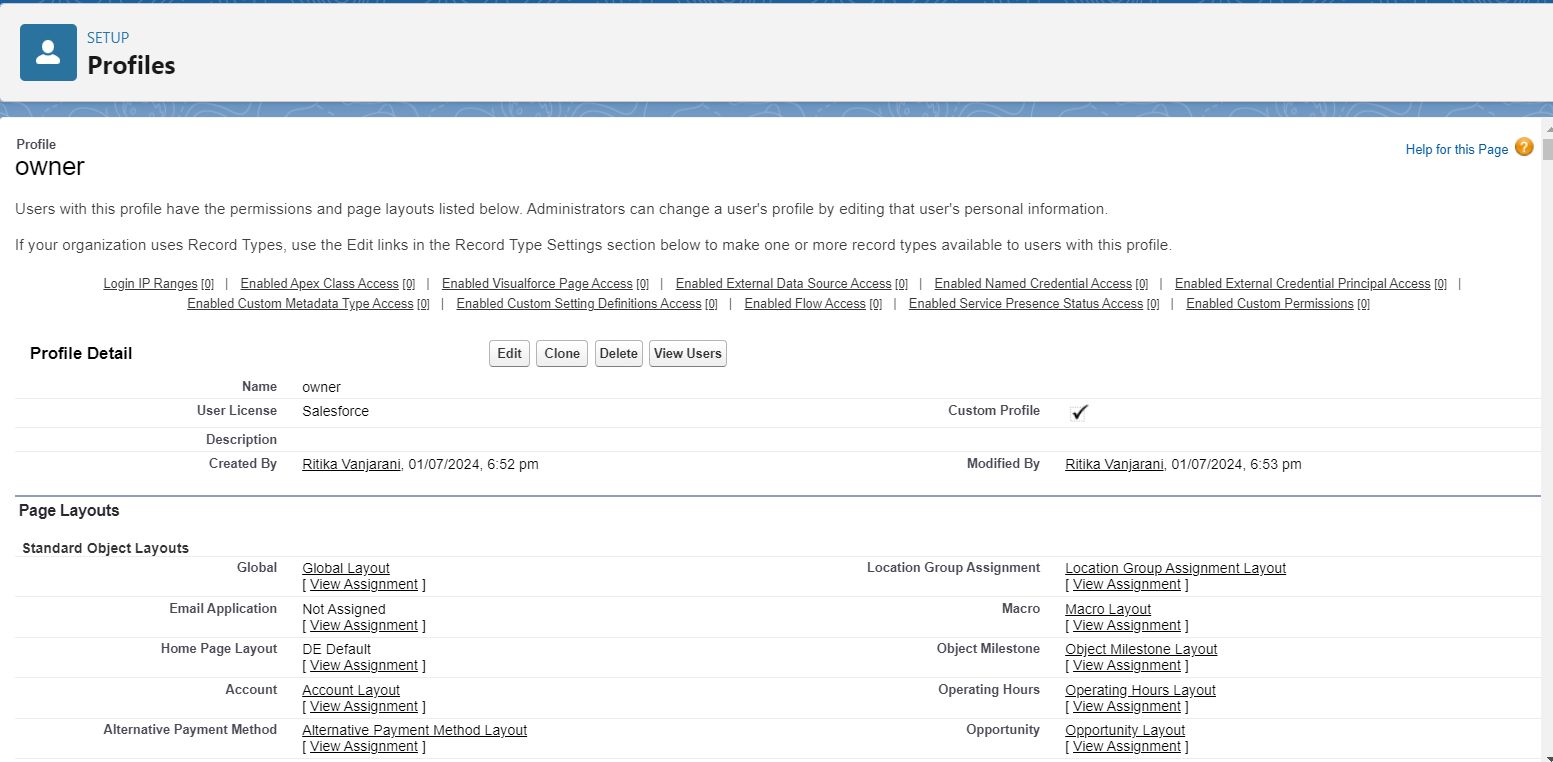 SETUP
Profiles
Profile
owner
Help for this Page ?
Users with this profile have the permissions and page layouts listed below. Administrators can change a user's profile by editing that user's personal information.
If your organization uses Record Types, use the Edit links in the Record Type Settings section below to make one or more record types available to users with this profile.
Login IP Ranges [0] | Enabled Apex Class Access [0] | Enabled Visualforce Page Access [0] | Enabled External Data Source Access [0] | Enabled Named Credential Access [0] | Enabled External Credential Principal Access [0] |
Enabled Custom Metadata Type Access [0] | Enabled Custom Setting Definitions Access [0] | Enabled Flow Access [0] | Enabled Service Presence Status Access [0] | Enabled Custom Permissions [0]
Profile Detail Edit Clone Delete View Users
Name owner
User License Salesforce Custom Profile
Description
Created By Ritika Vanjarani, 01/07/2024, 6:52 pm Modified By Ritika Vanjarani, 01/07/2024, 6:53 pm
Page Layouts
Standard Object Layouts
Global Global Layout Location Group Assignment Location Group Assignment Layout
[ View Assignment ] [ View Assignment ]
Email Application Not Assigned Macro Macro Layout
[ View Assignment ] [ View Assignment ]
Home Page Layout DE Default Object Milestone Object Milestone Layout
[ View Assignment ] [ View Assignment ]
Account Account Layout Operating Hours Operating Hours Layout
[ View Assignment ] [ View Assignment ]
Alternative Payment Method Alternative Payment Method Layout Opportunity Opportunity Layout
[ View Assignment ] [ View Assignment ]